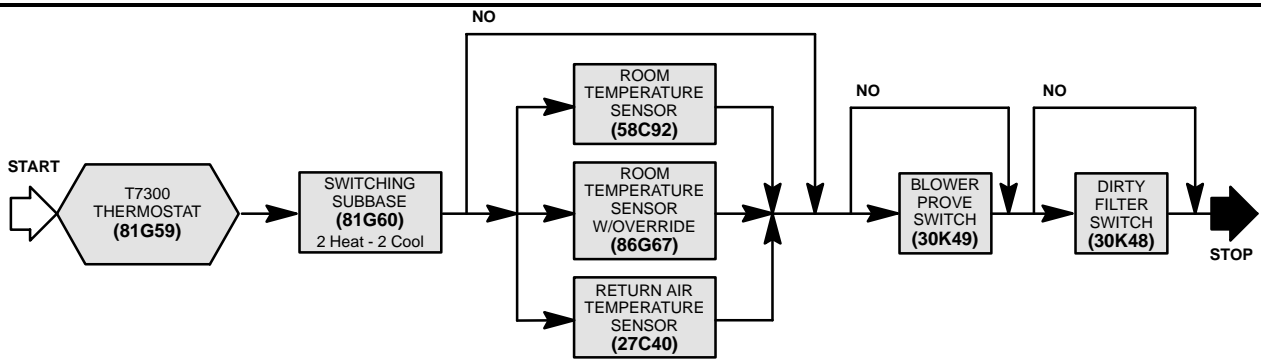 START
T7300
THERMOSTAT
(81G59)
SWITCHING
SUBBASE
(81G60)
2 Heat - 2 Cool
NO
ROOM
TEMPERATURE
SENSOR
(58C92)
ROOM
TEMPERATURE
SENSOR
W/OVERRIDE
(86G67)
RETURN AIR
TEMPERATURE
SENSOR
(27C40)
NO
BLOWER
PROVE
SWITCH
(30K49)
NO
DIRTY
FILTER
SWITCH
(30K48)
STOP